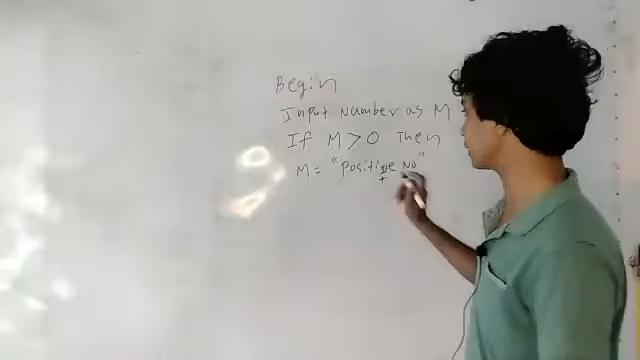 Begin
Input Number as M
If M > 0 Then
M = "Positive No"